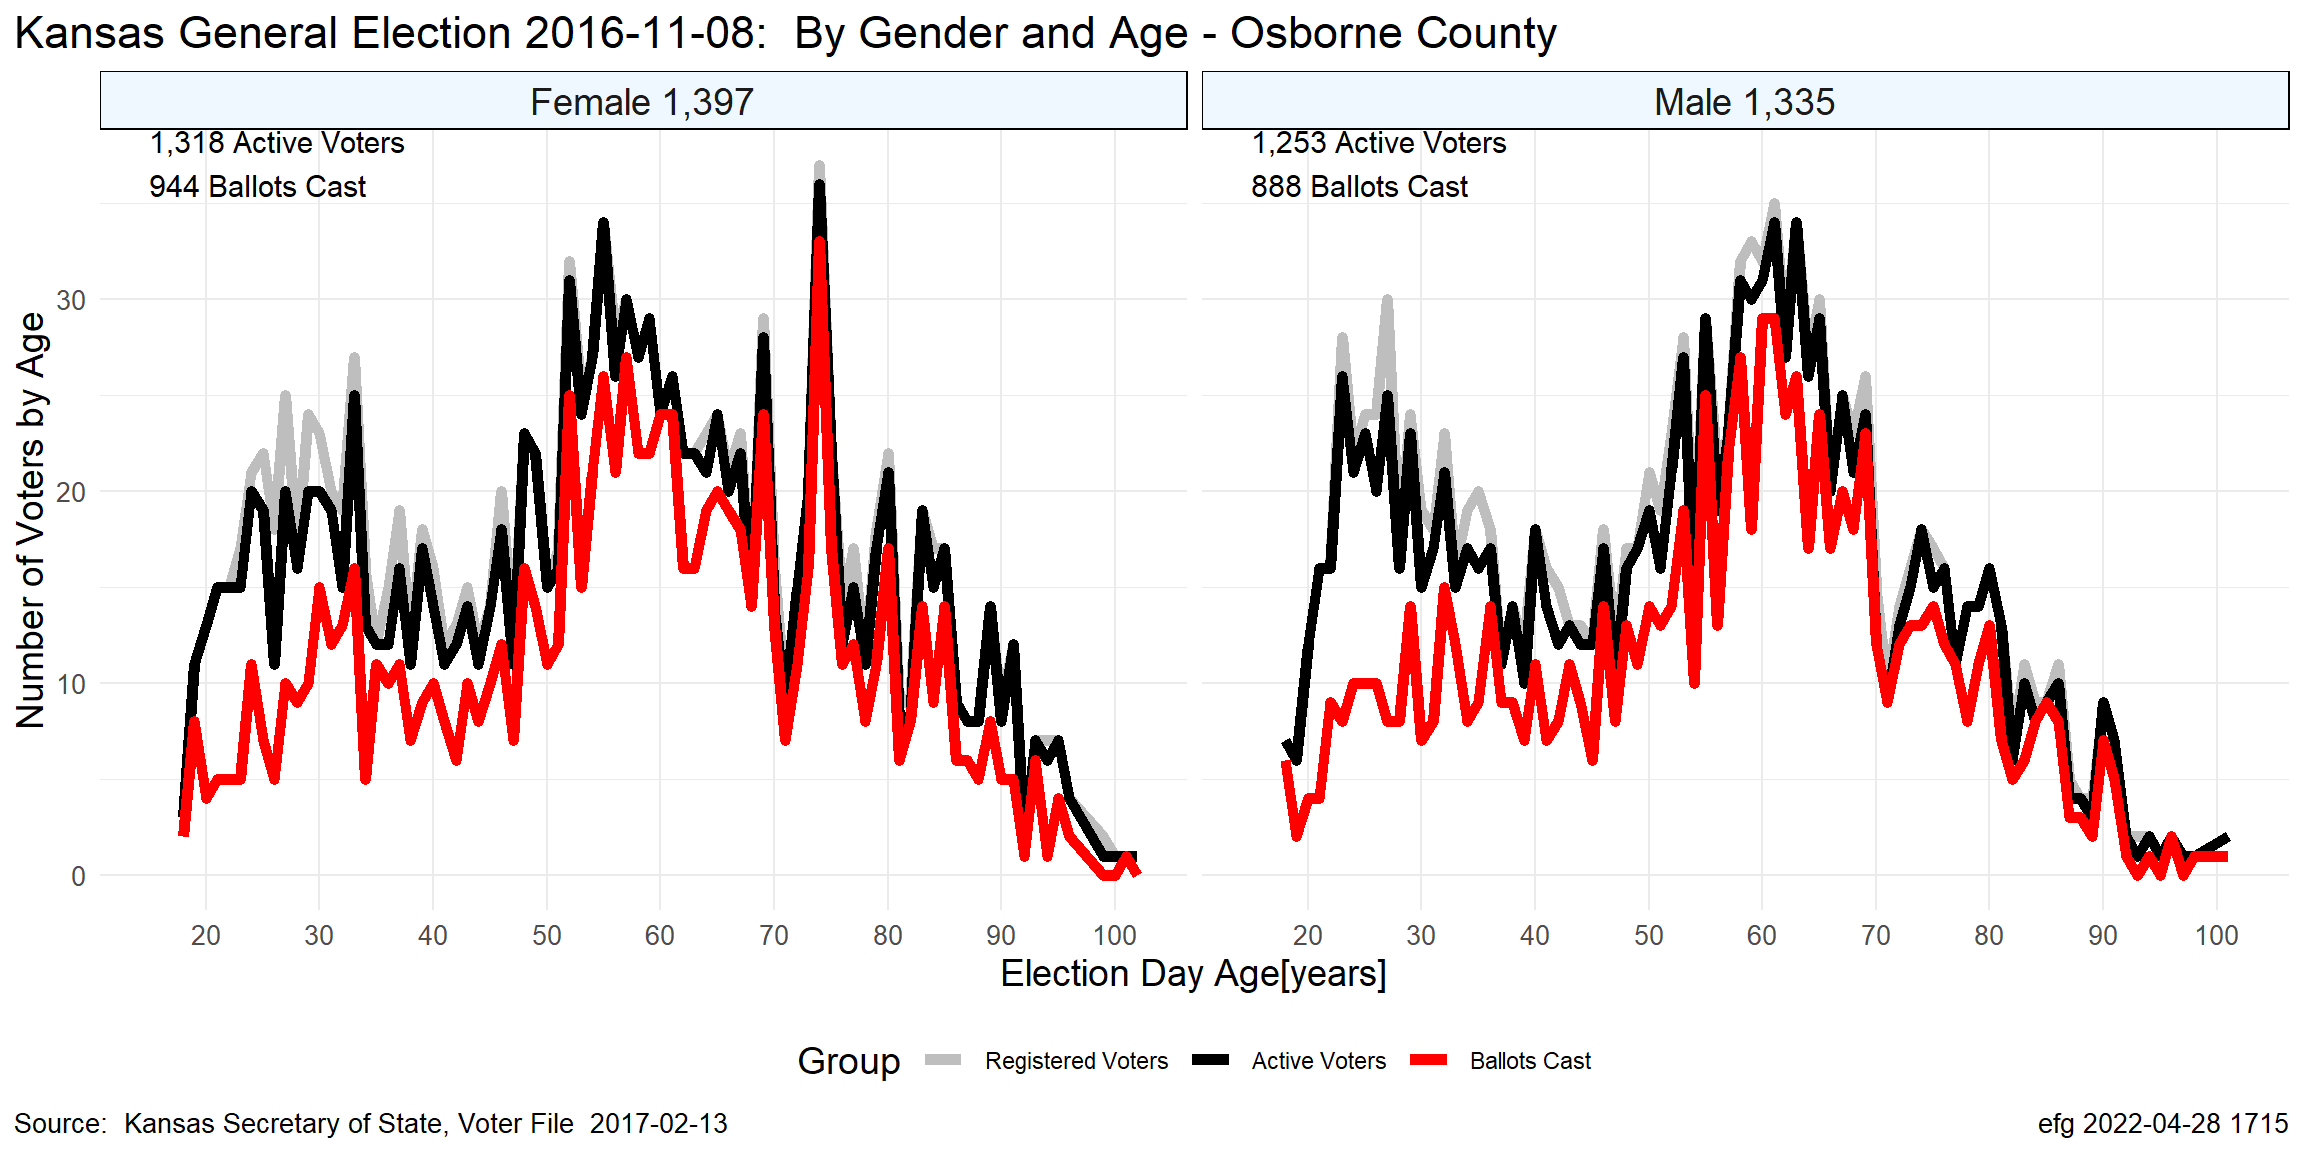 Kansas General Election 2016-11-08:  By Gender and Age - Osborne County
Female 1,397
Male 1,335
1,318 Active Voters
944 Ballots Cast
1,253 Active Voters
888 Ballots Cast
Number of Voters by Age
30
20
10
0
20 30 40 50 60 70 80 90 100
20 30 40 50 60 70 80 90 100
Election Day Age[years]
Group Registered Voters Active Voters Ballots Cast
Source:  Kansas Secretary of State, Voter File  2017-02-13
efg 2022-04-28 1715